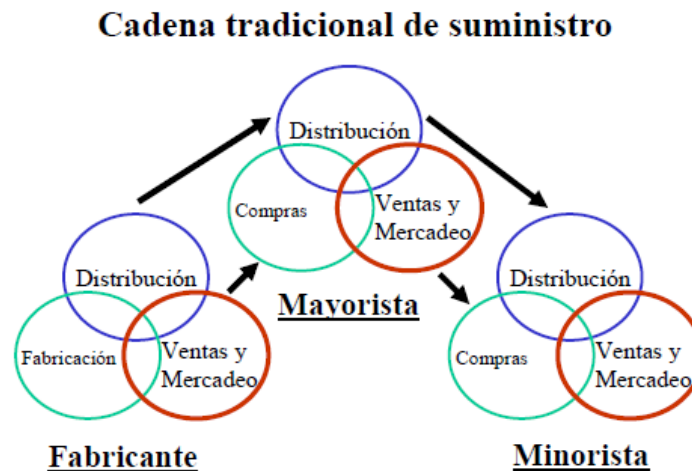 Cadena tradicional de suministro
Distribución
Compras
Ventas y
Mercadeo
Mayorista
Distribución
Fabricación
Ventas y
Mercadeo
Fabricante
Distribución
Compras
Ventas y
Mercadeo
Minorista